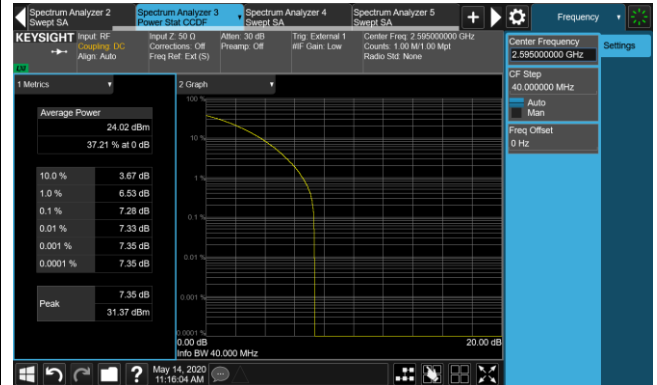 Spectrum Analyzer 2
Swept SA
Spectrum Analyzer 3
Power Stat CCDF
Swept SA
Spectrum Analyzer 4
Swept SA
Spectrum Analyzer 5
Swept SA
Frequency
KEYSIGHT
Input: RF
Coupling: DC
Align: Auto
Input Z: 50 Ω
Corrections: Off
Freq Ref: Ext (S)
Atten: 30 dB
Preamp: Off
Trig: External 1
#IF Gain: Low
Center Freq: 2.595000000 GHz
Counts: 1.00 M/1.00 Mpt
Radio Std: None
LXI
Center Frequency
2.595000000 GHz
Settings
CF Step
40.000000 MHz
Auto
Man
Freq Offset
0 Hz
1 Metrics
Average Power
24.02 dBm
37.21 % at 0 dB
10.0 % 3.67 dB
1.0 % 6.53 dB
0.1 % 7.28 dB
0.01 % 7.33 dB
0.001 % 7.35 dB
0.0001 % 7.35 dB
Peak
7.35 dB
31.37 dBm
2 Graph
100 %
10 %
1 %
0.1 %
0.01 %
0.001 %
0.0001 %
0.00 dB
20.00 dB
Info BW 40.000 MHz
May 14, 2020
11:16:04 AM